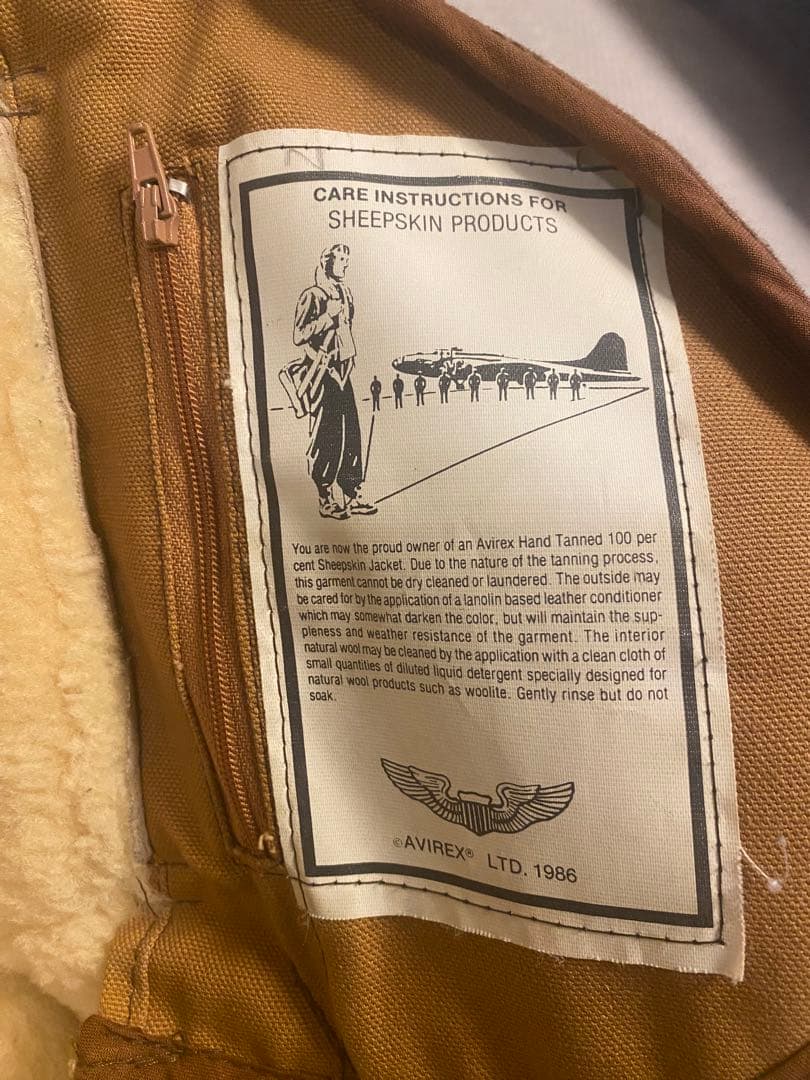 CARE INSTRUCTIONS FOR
SHEEPSKIN PRODUCTS
You are now the proud owner of an Avirex Hand Tanned 100 per
cent Sheepskin Jacket. Due to the nature of the tanning process,
this garment cannot be dry cleaned or laundered. The outside may
be cared for by the application of a lanolin based leather conditioner
which may somewhat darken the color, but will maintain the sup-
pleness and weather resistance of the garment. The interior
natural wool may be cleaned by the application with a clean cloth of
small quantities of diluted liquid detergent specially designed for
natural wool products such as woolite. Gently rinse but do not
soak.
©AVIREX® LTD. 1986